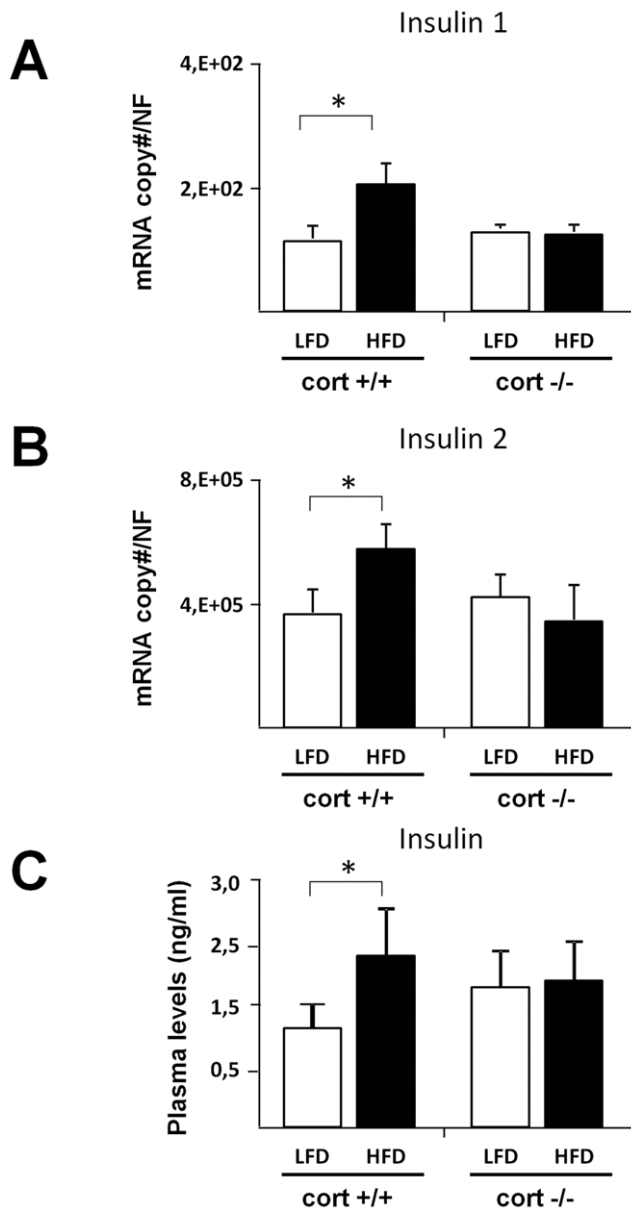 A
Insulin 1
mRNA copy#/NF
4,E+02
2,E+02
*
LFD HFD LFD HFD
cort +/+ cort -/-
B
Insulin 2
mRNA copy#/NF
8,E+05
4,E+05
*
LFD HFD LFD HFD
cort +/+ cort -/-
C
Insulin
Plasma levels (ng/ml)
3,0
2,5
1,5
0,5
*
LFD HFD LFD HFD
cort +/+ cort -/-